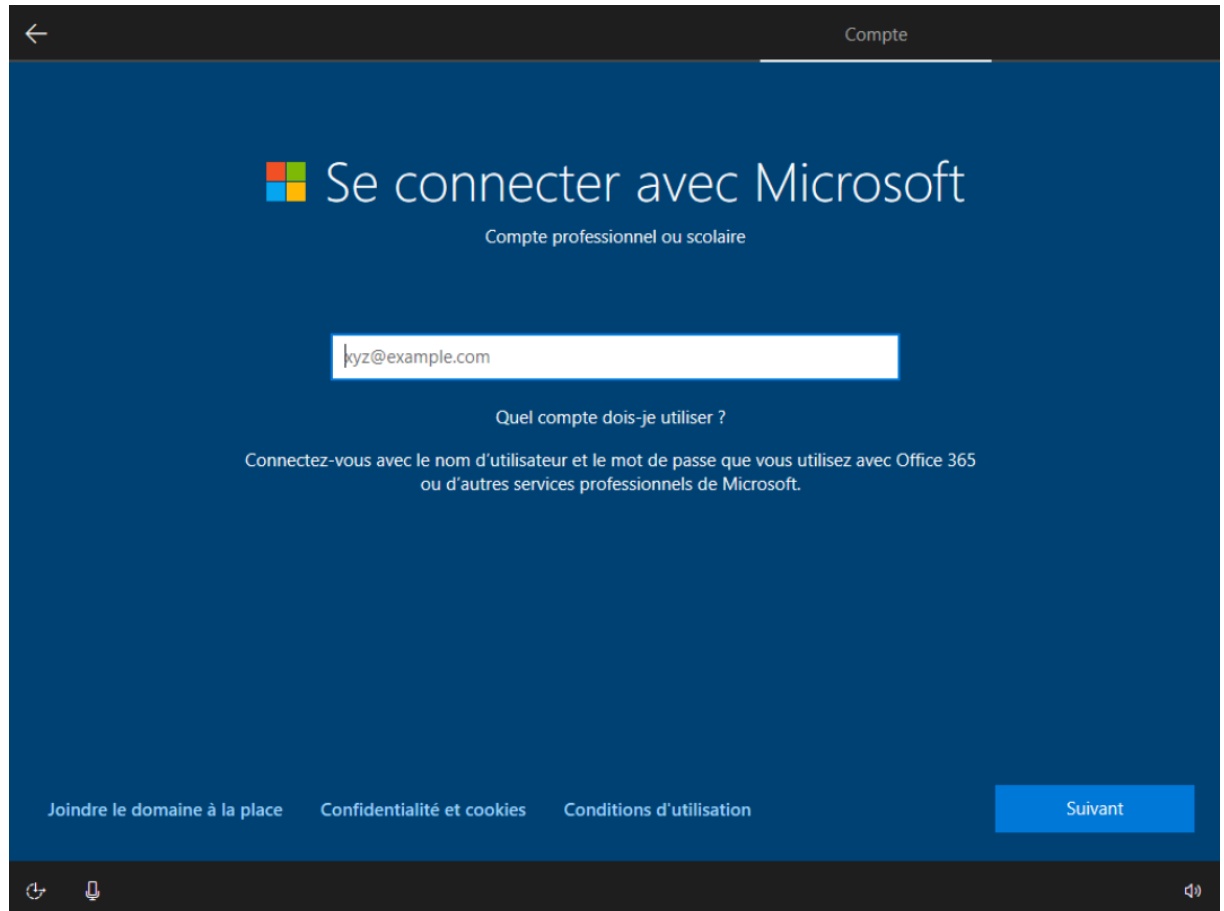 Compte
Se connecter avec Microsoft
Compte professionnel ou scolaire
xyz@example.com
Quel compte dois-je utiliser ?
Connectez-vous avec le nom d'utilisateur et le mot de passe que vous utilisez avec Office 365
ou d'autres services professionnels de Microsoft.
Joindre le domaine à la place Confidentialité et cookies Conditions d'utilisation Suivant